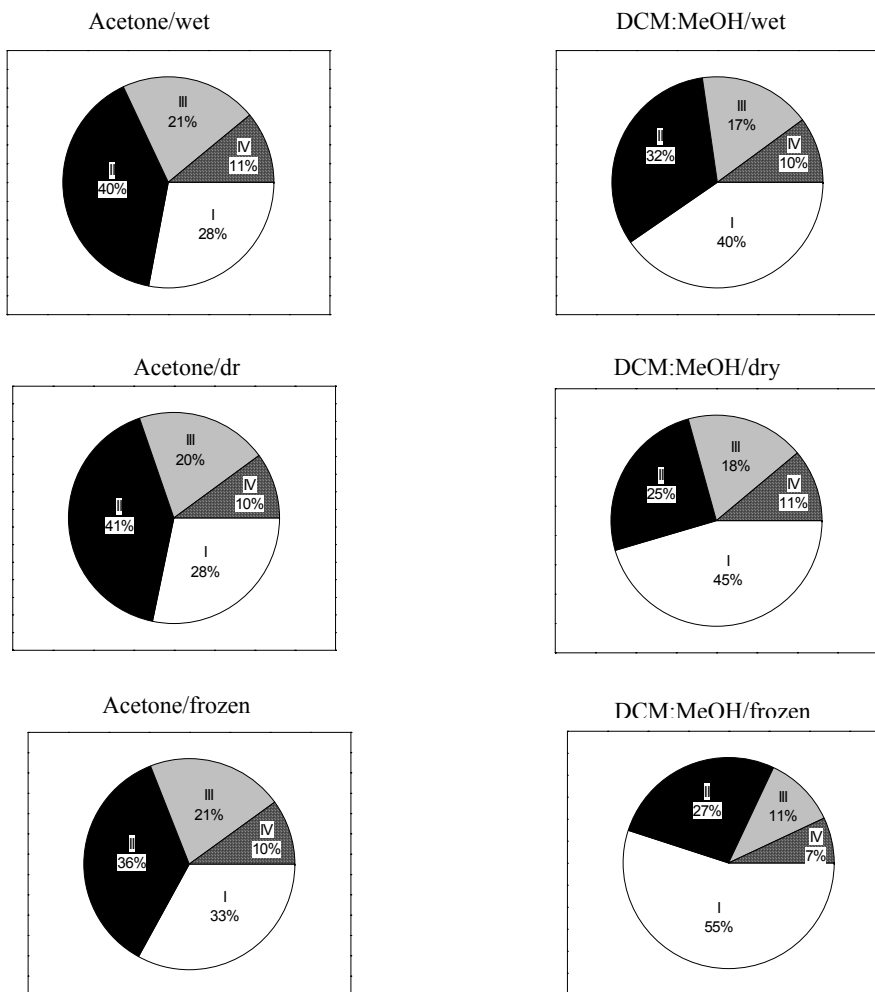 Acetone/wet
DCM:MeOH/wet
III
21%
IV
11%
II
40%
I
28%
III
17%
IV
10%
II
32%
I
40%
Acetone/dr
DCM:MeOH/dry
III
20%
IV
10%
II
41%
I
28%
III
18%
IV
11%
II
25%
I
45%
Acetone/frozen
DCM:MeOH/frozen
III
21%
IV
10%
II
36%
I
33%
II
27%
III
11%
IV
7%
I
55%